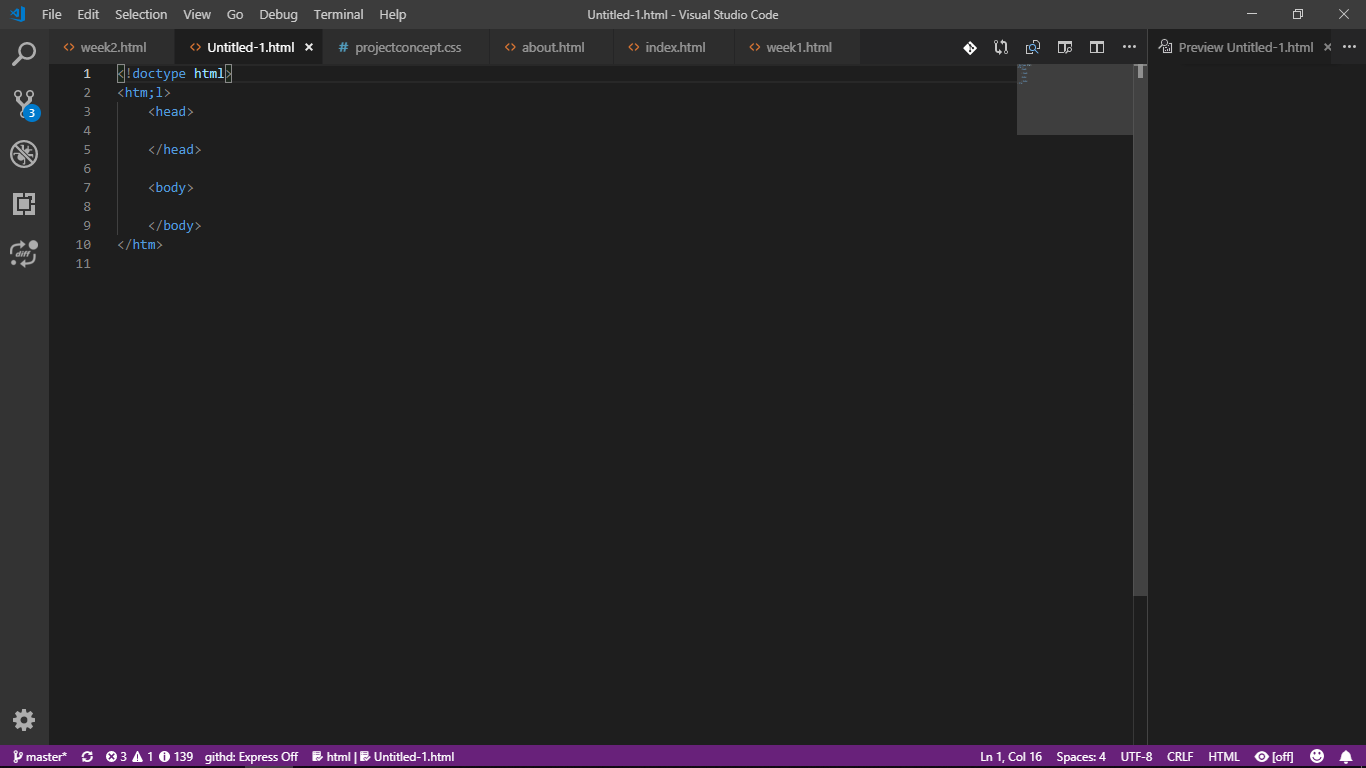 File Edit Selection View Go Debug Terminal Help
Untitled-1.html - Visual Studio Code
week2.html Untitled-1.html projectconcept.css about.html index.html week1.html
Preview Untitled-1.html
1 <!doctype html>
2 <htm;l>
3 <head>
4
5 </head>
6
7 <body>
8
9 </body>
10 </htm>
11
3
diff
master* 3 1 139 githd: Express Off html | Untitled-1.html Ln 1, Col 16 Spaces: 4 UTF-8 CRLF HTML [off]